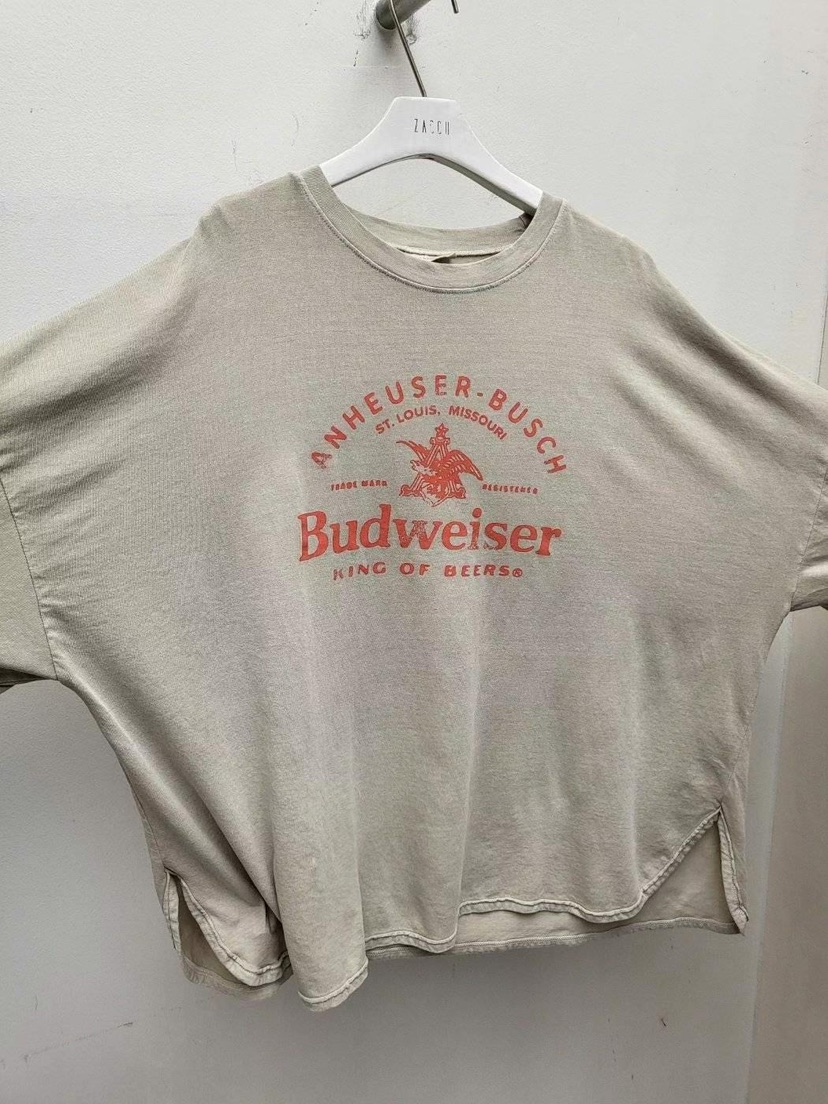 ANHEUSER-BUSCH
ST. LOUIS, MISSOURI
TRADE MARK REGISTERED
Budweiser
KING OF BEERS®